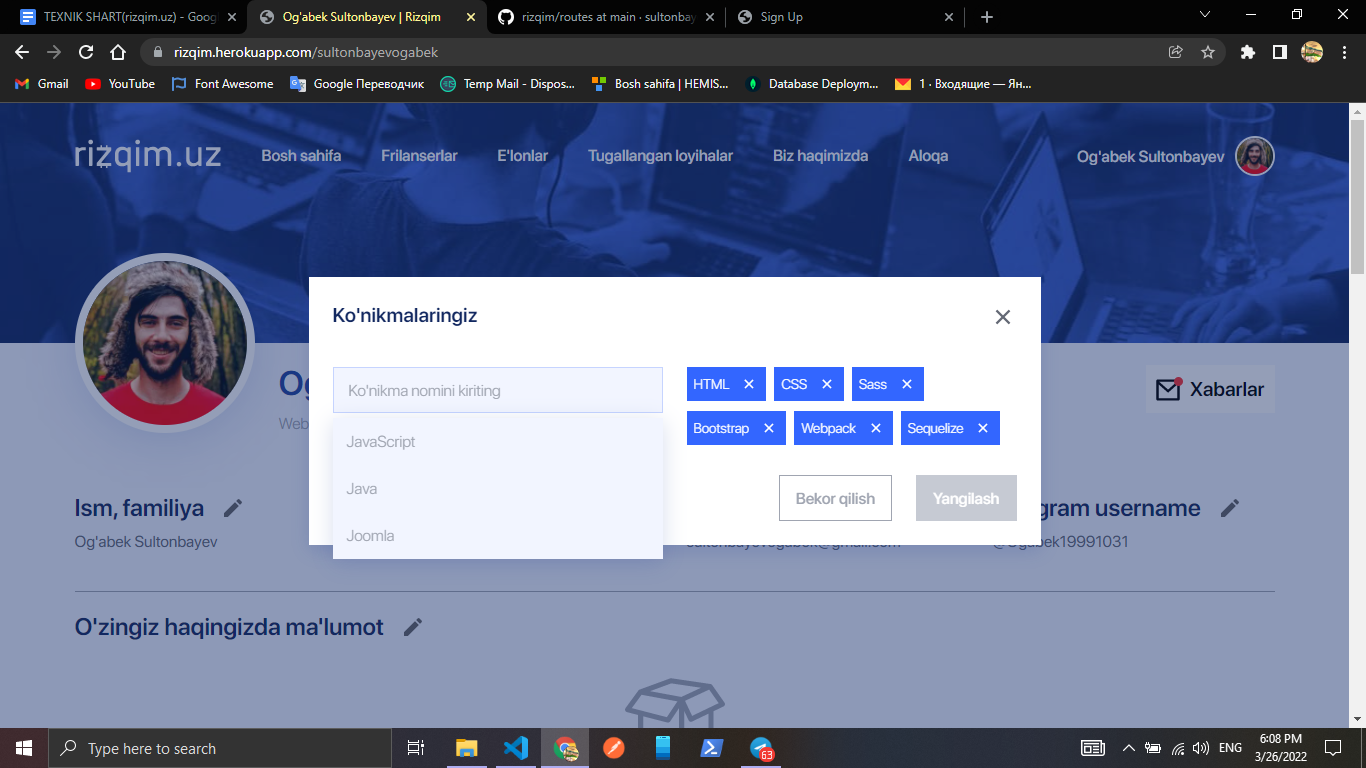 TEXNIK SHART(rizqim.uz) - Goog
Og'abek Sultonbayev | Rizqim
rizqim/routes at main · sultonbay
Sign Up
rizqim.herokuapp.com/sultonbayevogabek
Gmail
YouTube
Font Awesome
Google Переводчик
Temp Mail - Dispos...
Bosh sahifa | HEMIS...
Database Deploym...
1 · Входящие — Ян...
rizqim.uz
Bosh sahifa
Frilanserlar
E'lonlar
Tugallangan loyihalar
Biz haqimizda
Aloqa
Og'abek Sultonbayev
Ko'nikmalaringiz
Ko'nikma nomini kiriting
JavaScript
Java
Joomla
HTML
CSS
Sass
Bootstrap
Webpack
Sequelize
Bekor qilish
Yangilash
Og
Web
Xabarlar
Ism, familiya
Og'abek Sultonbayev
gram username
@Ogabek19991031
O'zingiz haqingizda ma'lumot
Type here to search
63
ENG
6:08 PM
3/26/2022